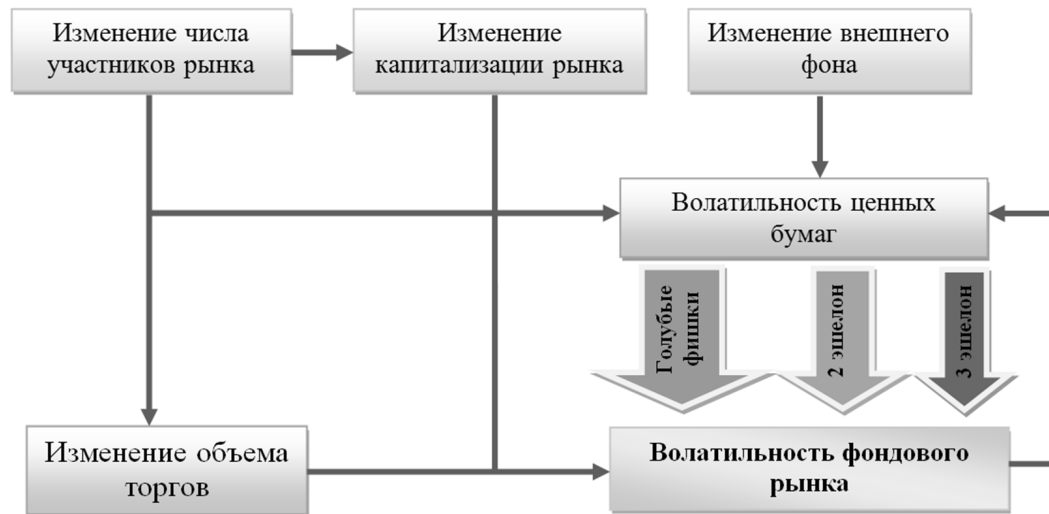 Изменение числа
участников рынка
Изменение
капитализации рынка
Изменение внешнего
фона
Волатильность ценных
бумаг
Голубые
фишки
2 эшелон
3 эшелон
Изменение объема
торгов
Волатильность фондового
рынка